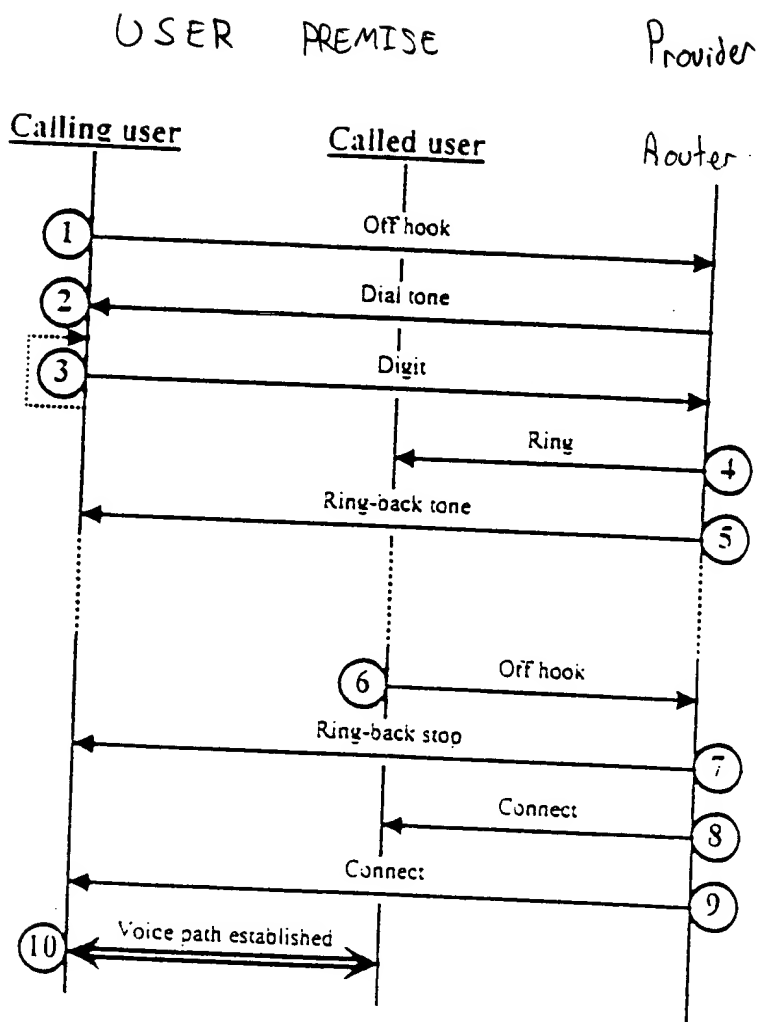 USER PREMISE Provider
Calling user Called user Router
1 Off hook
2 Dial tone
3 Digit
Ring 4
Ring-back tone 5
6 Off hook
Ring-back stop 7
Connect 8
Connect 9
10 Voice path established